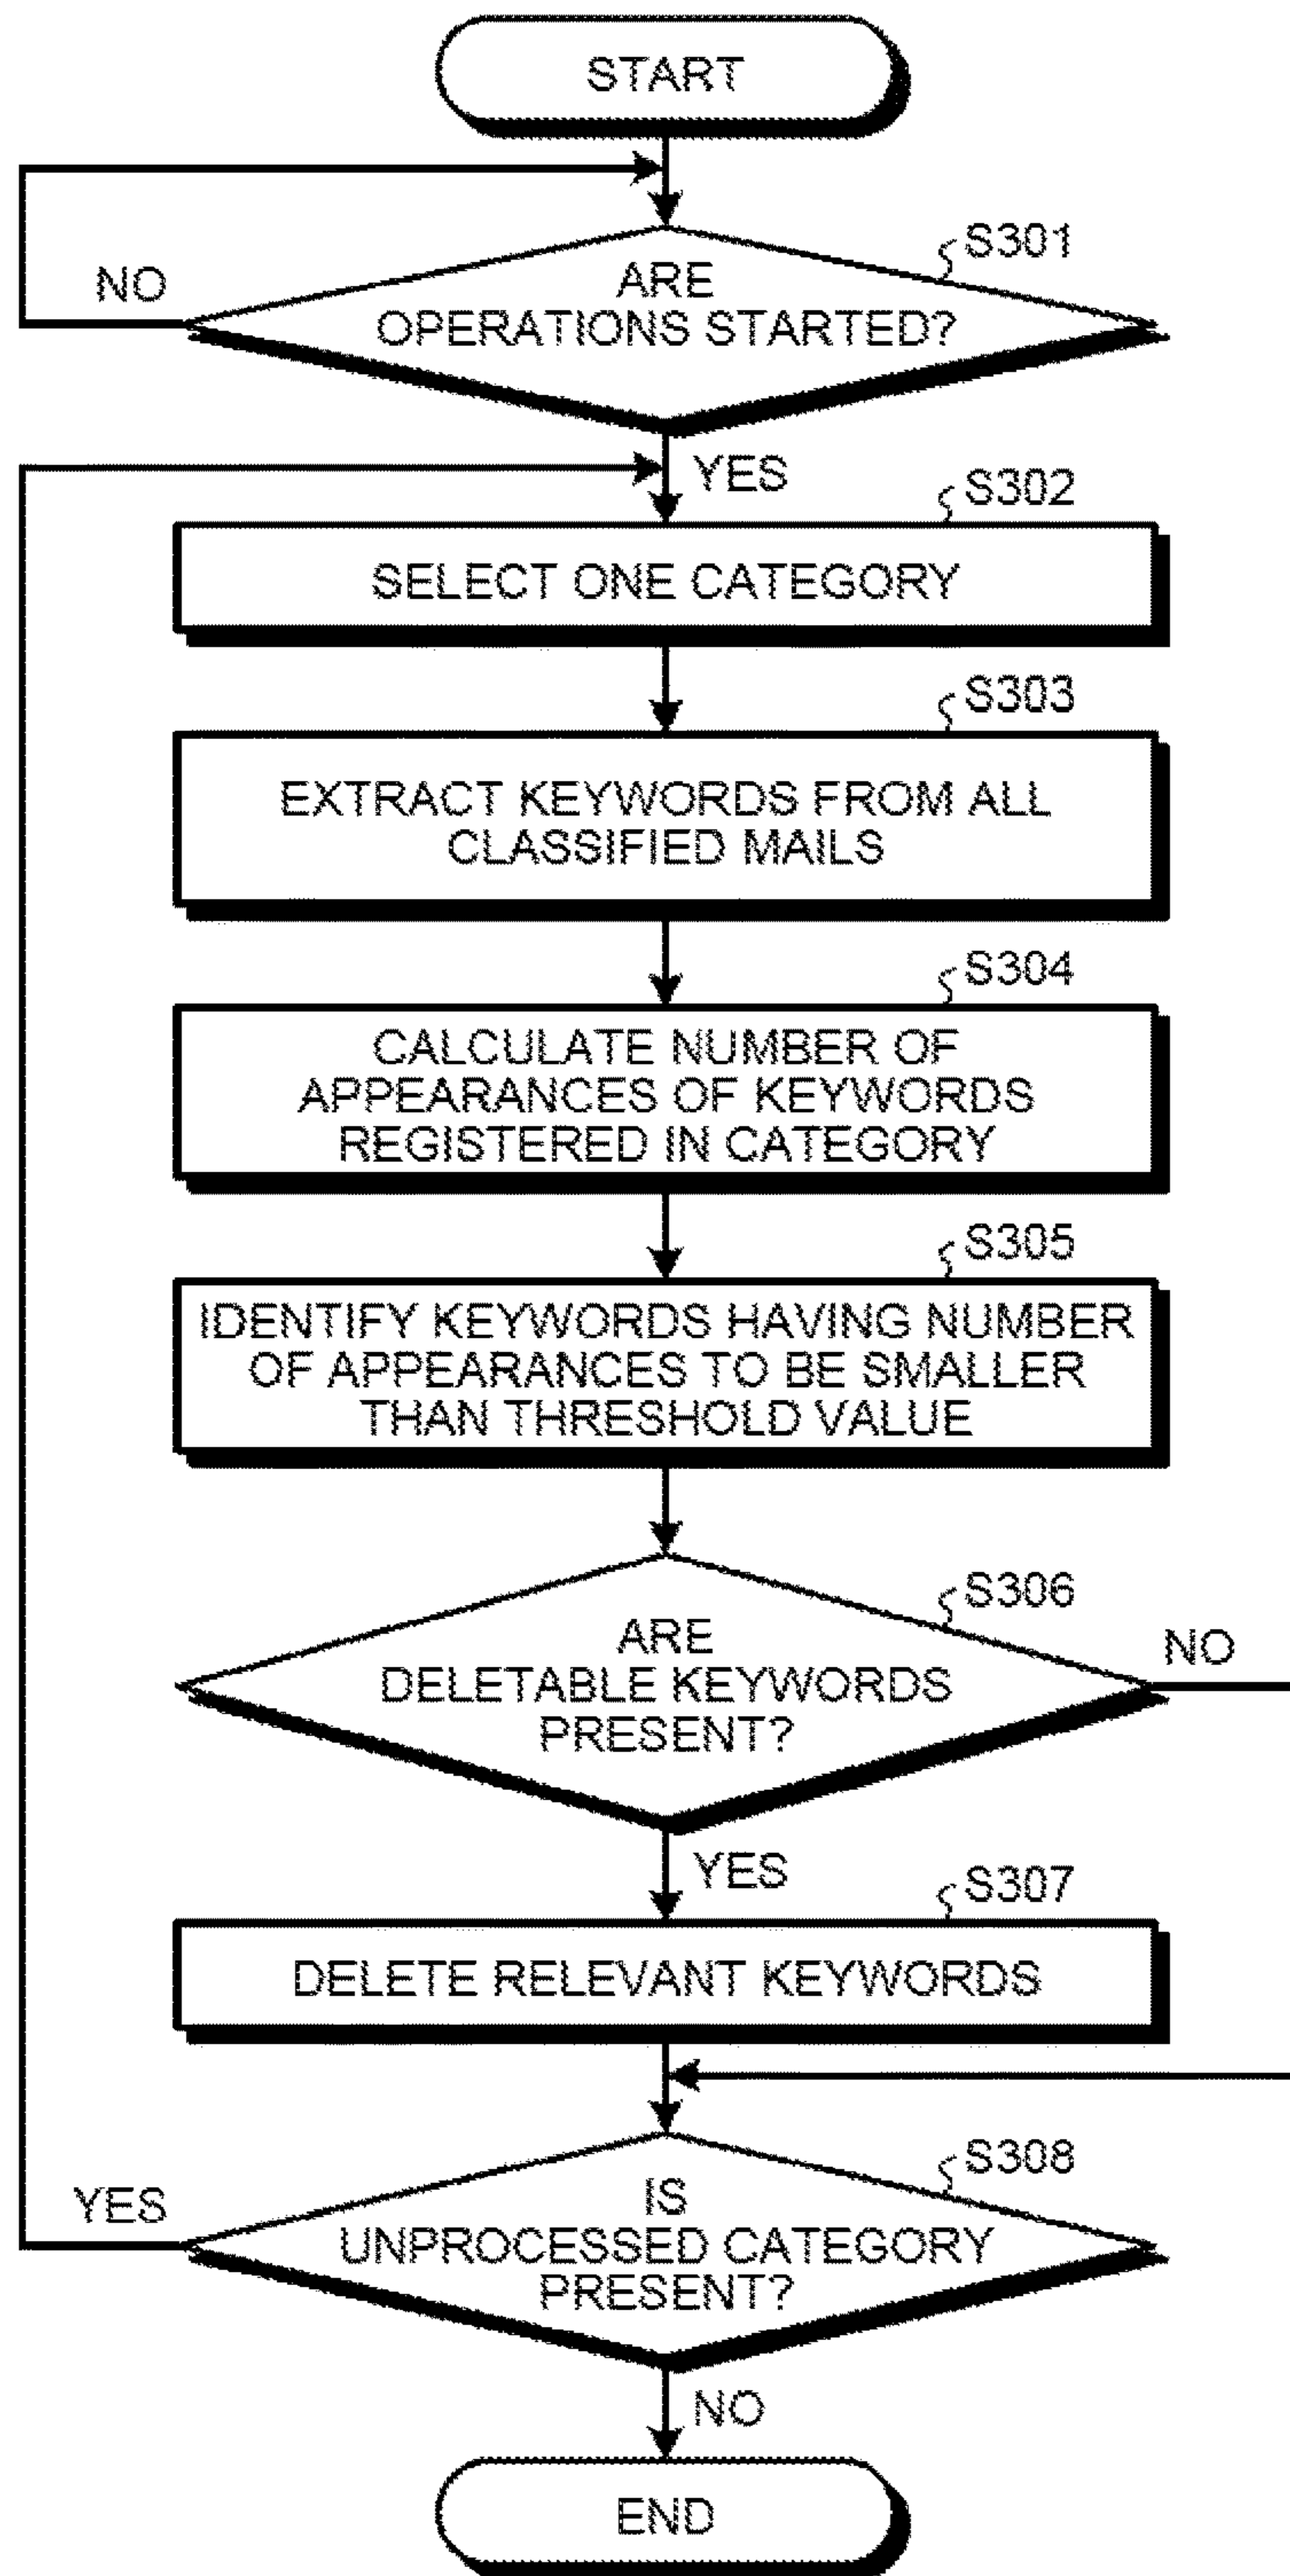 START
S301
NO
ARE
OPERATIONS STARTED?
YES
S302
SELECT ONE CATEGORY
S303
EXTRACT KEYWORDS FROM ALL
CLASSIFIED MAILS
S304
CALCULATE NUMBER OF
APPEARANCES OF KEYWORDS
REGISTERED IN CATEGORY
S305
IDENTIFY KEYWORDS HAVING NUMBER
OF APPEARANCES TO BE SMALLER
THAN THRESHOLD VALUE
S306
ARE
DELETABLE KEYWORDS
PRESENT?
NO
YES
S307
DELETE RELEVANT KEYWORDS
S308
YES
IS
UNPROCESSED CATEGORY
PRESENT?
NO
END